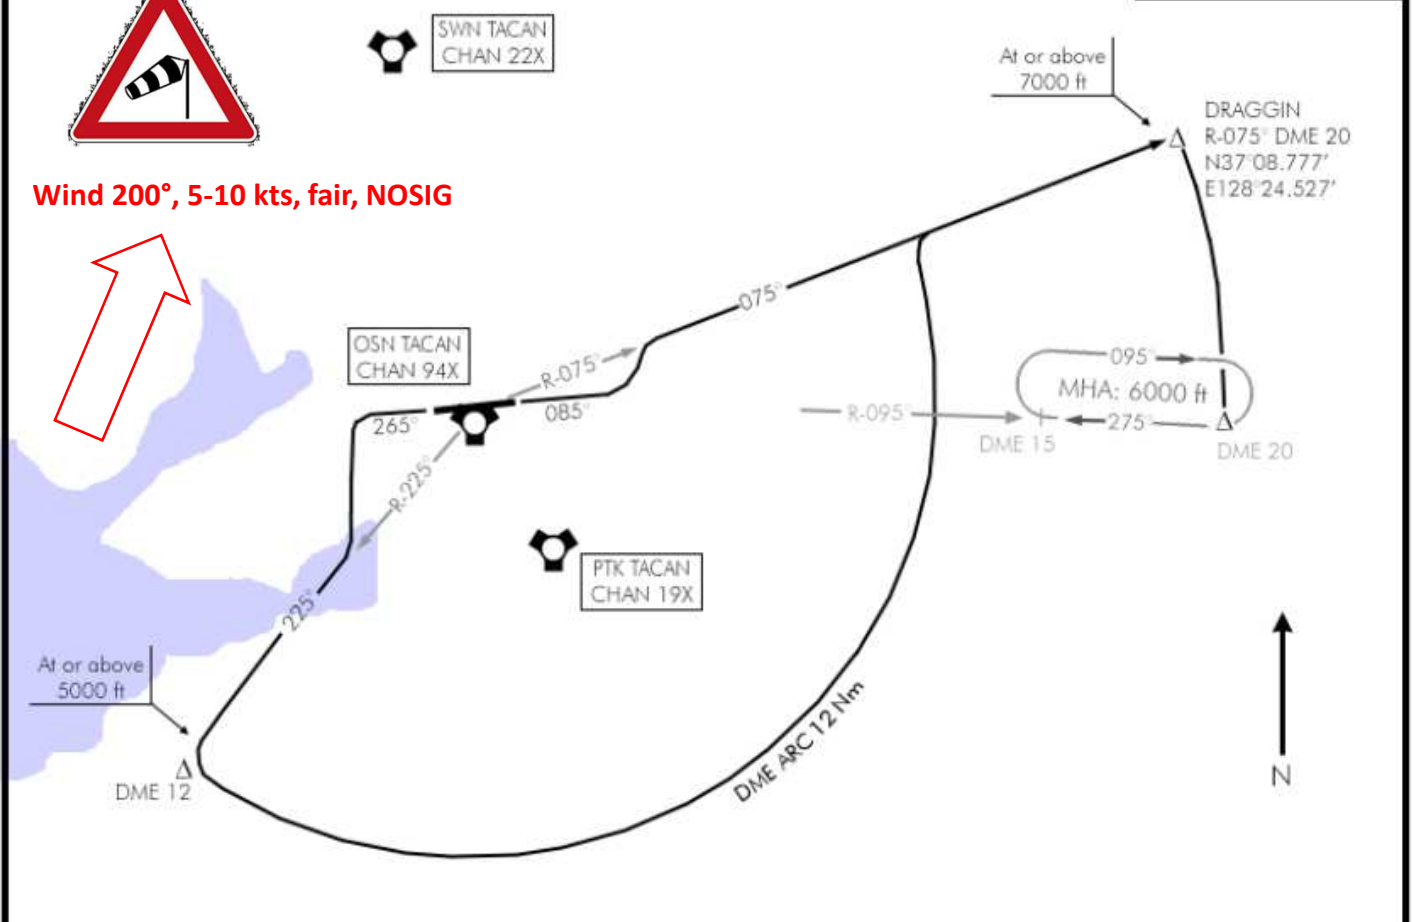 SWN TACAN
CHAN 22X
At or above
7000 ft
DRAGGIN
R-075° DME 20
N37°08.777′
E128°24.527′
Wind 200°, 5-10 kts, fair, NOSIG
075°
OSN TACAN
CHAN 94X
R-075°
095°
MHA: 6000 ft
265°
085°
R-095°
275°
DME 15
DME 20
R-225°
PTK TACAN
CHAN 19X
225°
At or above
5000 ft
DME ARC 12 Nm
DME 12
N